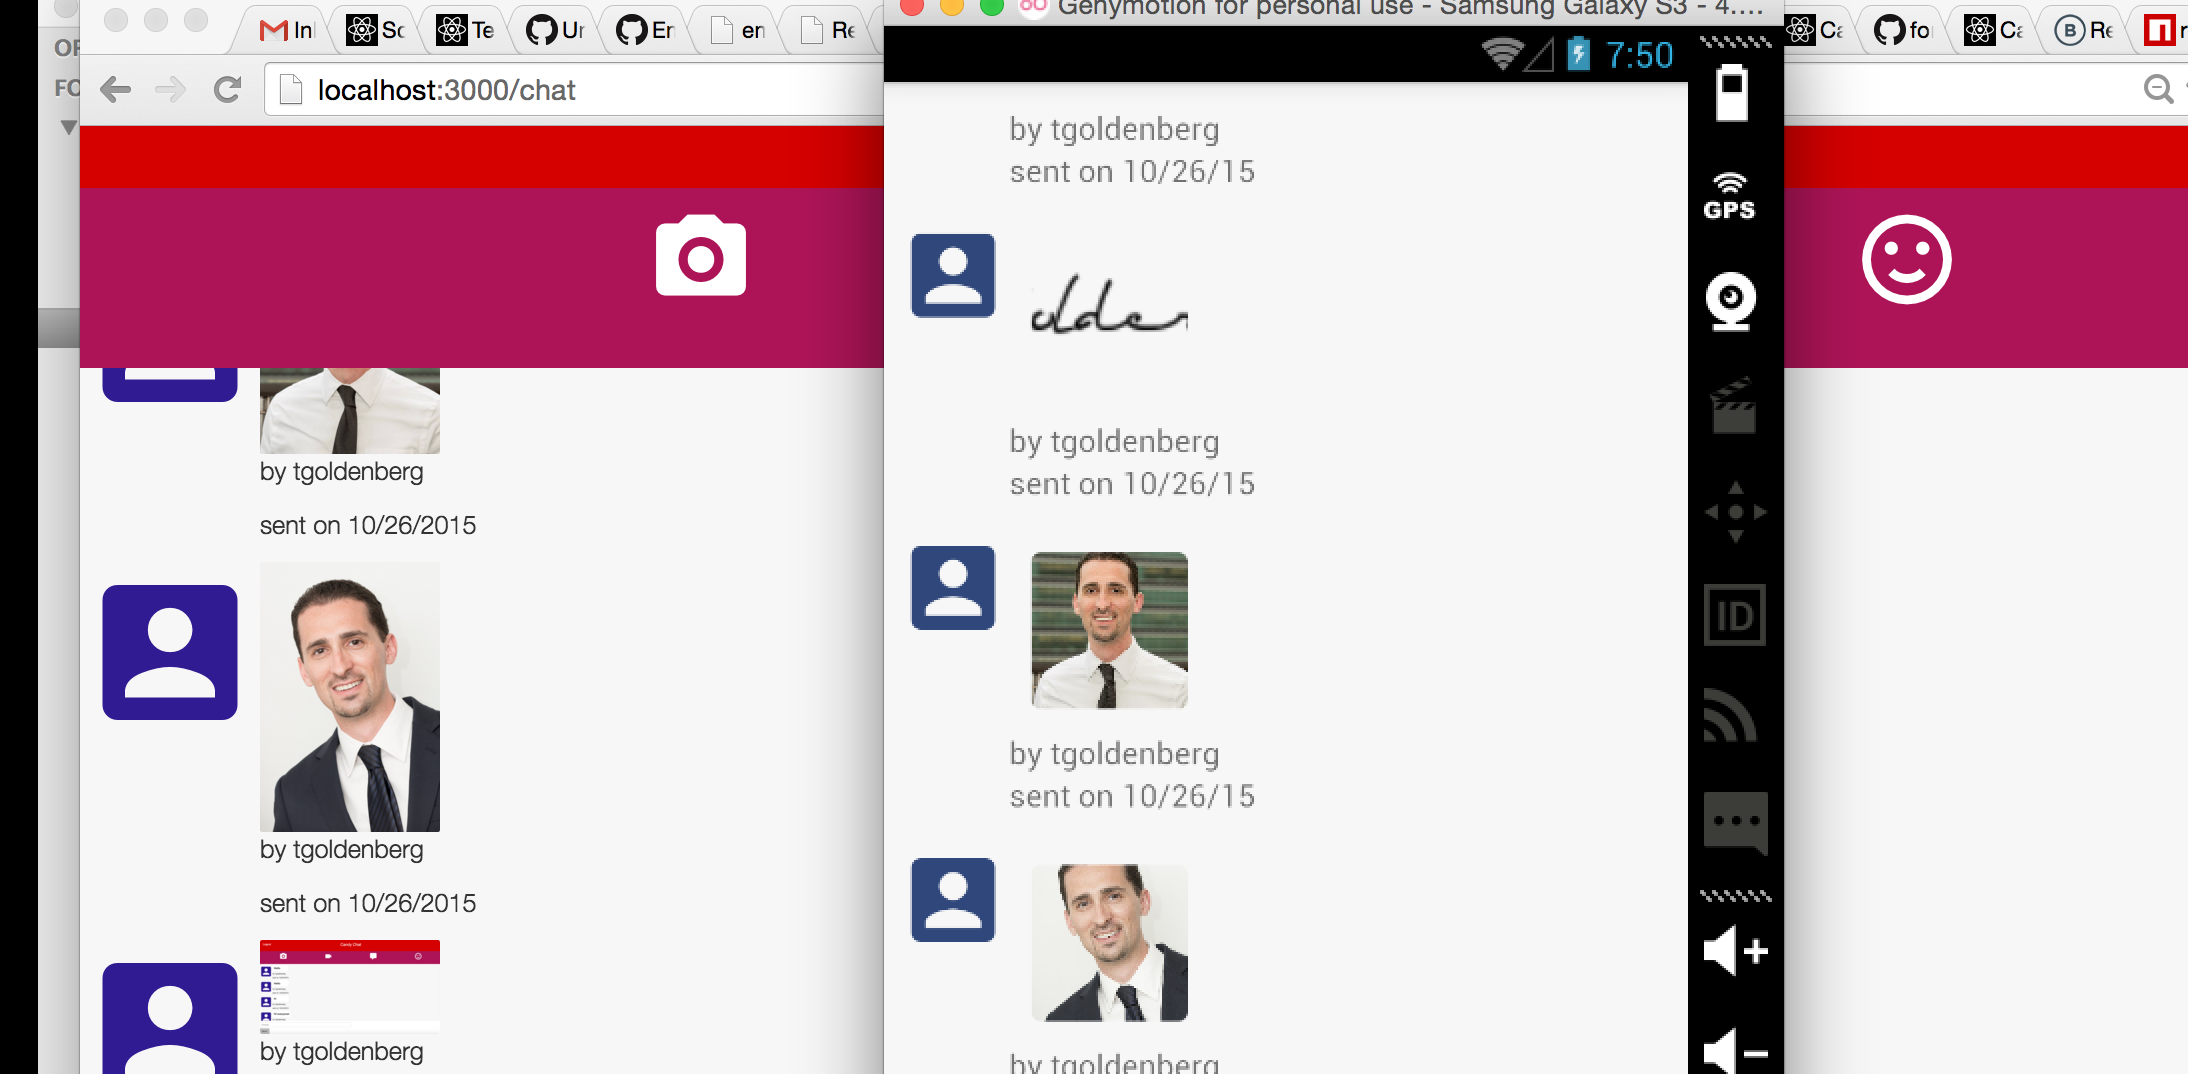 Genymotion for personal use - Samsung Galaxy S3 - 4....
In
Sc
Te
Ur
En
en
Re
Ca
fo
Ca
Re
localhost:3000/chat
7:50
GPS
ID
by tgoldenberg
sent on 10/26/2015
by tgoldenberg
sent on 10/26/2015
Candy Chat
by tgoldenberg
by tgoldenberg
sent on 10/26/15
by tgoldenberg
sent on 10/26/15
by tgoldenberg
sent on 10/26/15
by tgoldenberg